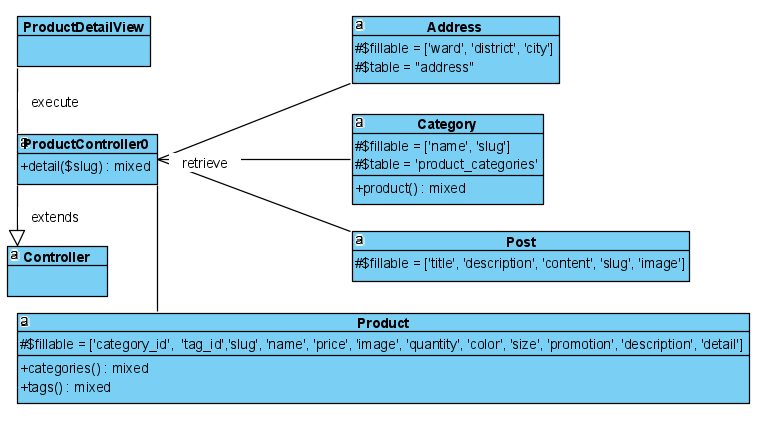 ProductDetailView
execute
a
ProductController0
+detail($slug) : mixed
extends
a
Controller
retrieve
a
Address
#$fillable = ['ward', 'district', 'city']
#$table = "address"
a
Category
#$fillable = ['name', 'slug']
#$table = 'product_categories'
+product() : mixed
a
Post
#$fillable = ['title', 'description', 'content', 'slug', 'image']
a
Product
#$fillable = ['category_id', 'tag_id','slug', 'name', 'price', 'image', 'quantity', 'color', 'size', 'promotion', 'description', 'detail']
+categories() : mixed
+tags() : mixed